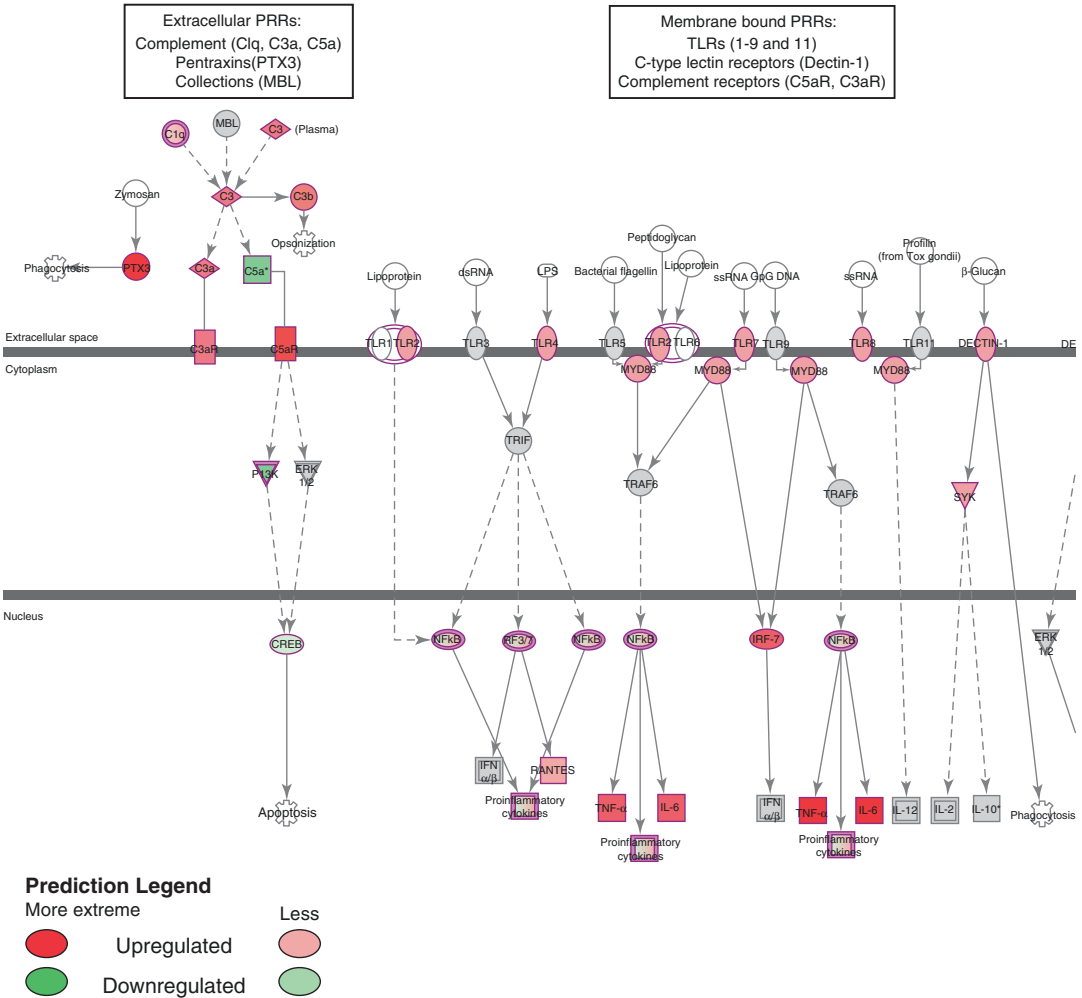 Extracellular PRRs:
Complement (Clq, C3a, C5a)
Pentraxins(PTX3)
Collections (MBL)
Membrane bound PRRs:
TLRs (1-9 and 11)
C-type lectin receptors (Dectin-1)
Complement receptors (C5aR, C3aR)
C1q
MBL
C3
(Plasma)
Zymosan
C3
C3b
Opsonization
Phagocytosis
PTX3
C3a
C5a*
Lipoprotein
dsRNA
LPS
Bacterial flagellin
Peptidoglycan
Lipoprotein
ssRNA
GpG DNA
ssRNA
Profilin
(from Tox gondii)
β-Glucan
Extracellular space
C3aR
C5aR
TLR1
TLR2
TLR3
TLR4
TLR5
TLR2
TLR6
TLR7
TLR9
TLR8
TLR11
DECTIN-1
DE
Cytoplasm
MYD88
MYD88
MYD88
MYD88
TRIF
P13K
ERK
1/2
TRAF6
TRAF6
SYK
Nucleus
CREB
NFkB
RF3/7
NFkB
NFkB
IRF-7
NFkB
ERK
1/2
IFN
α/β
RANTES
Proinflammatory
cytokines
TNF-α
IL-6
Proinflammatory
cytokines
IFN
α/β
TNF-α
IL-6
Proinflammatory
cytokines
IL-12
IL-2
IL-10*
Phagocytosis
Apoptosis
Prediction Legend
More extreme
Less
Upregulated
Downregulated